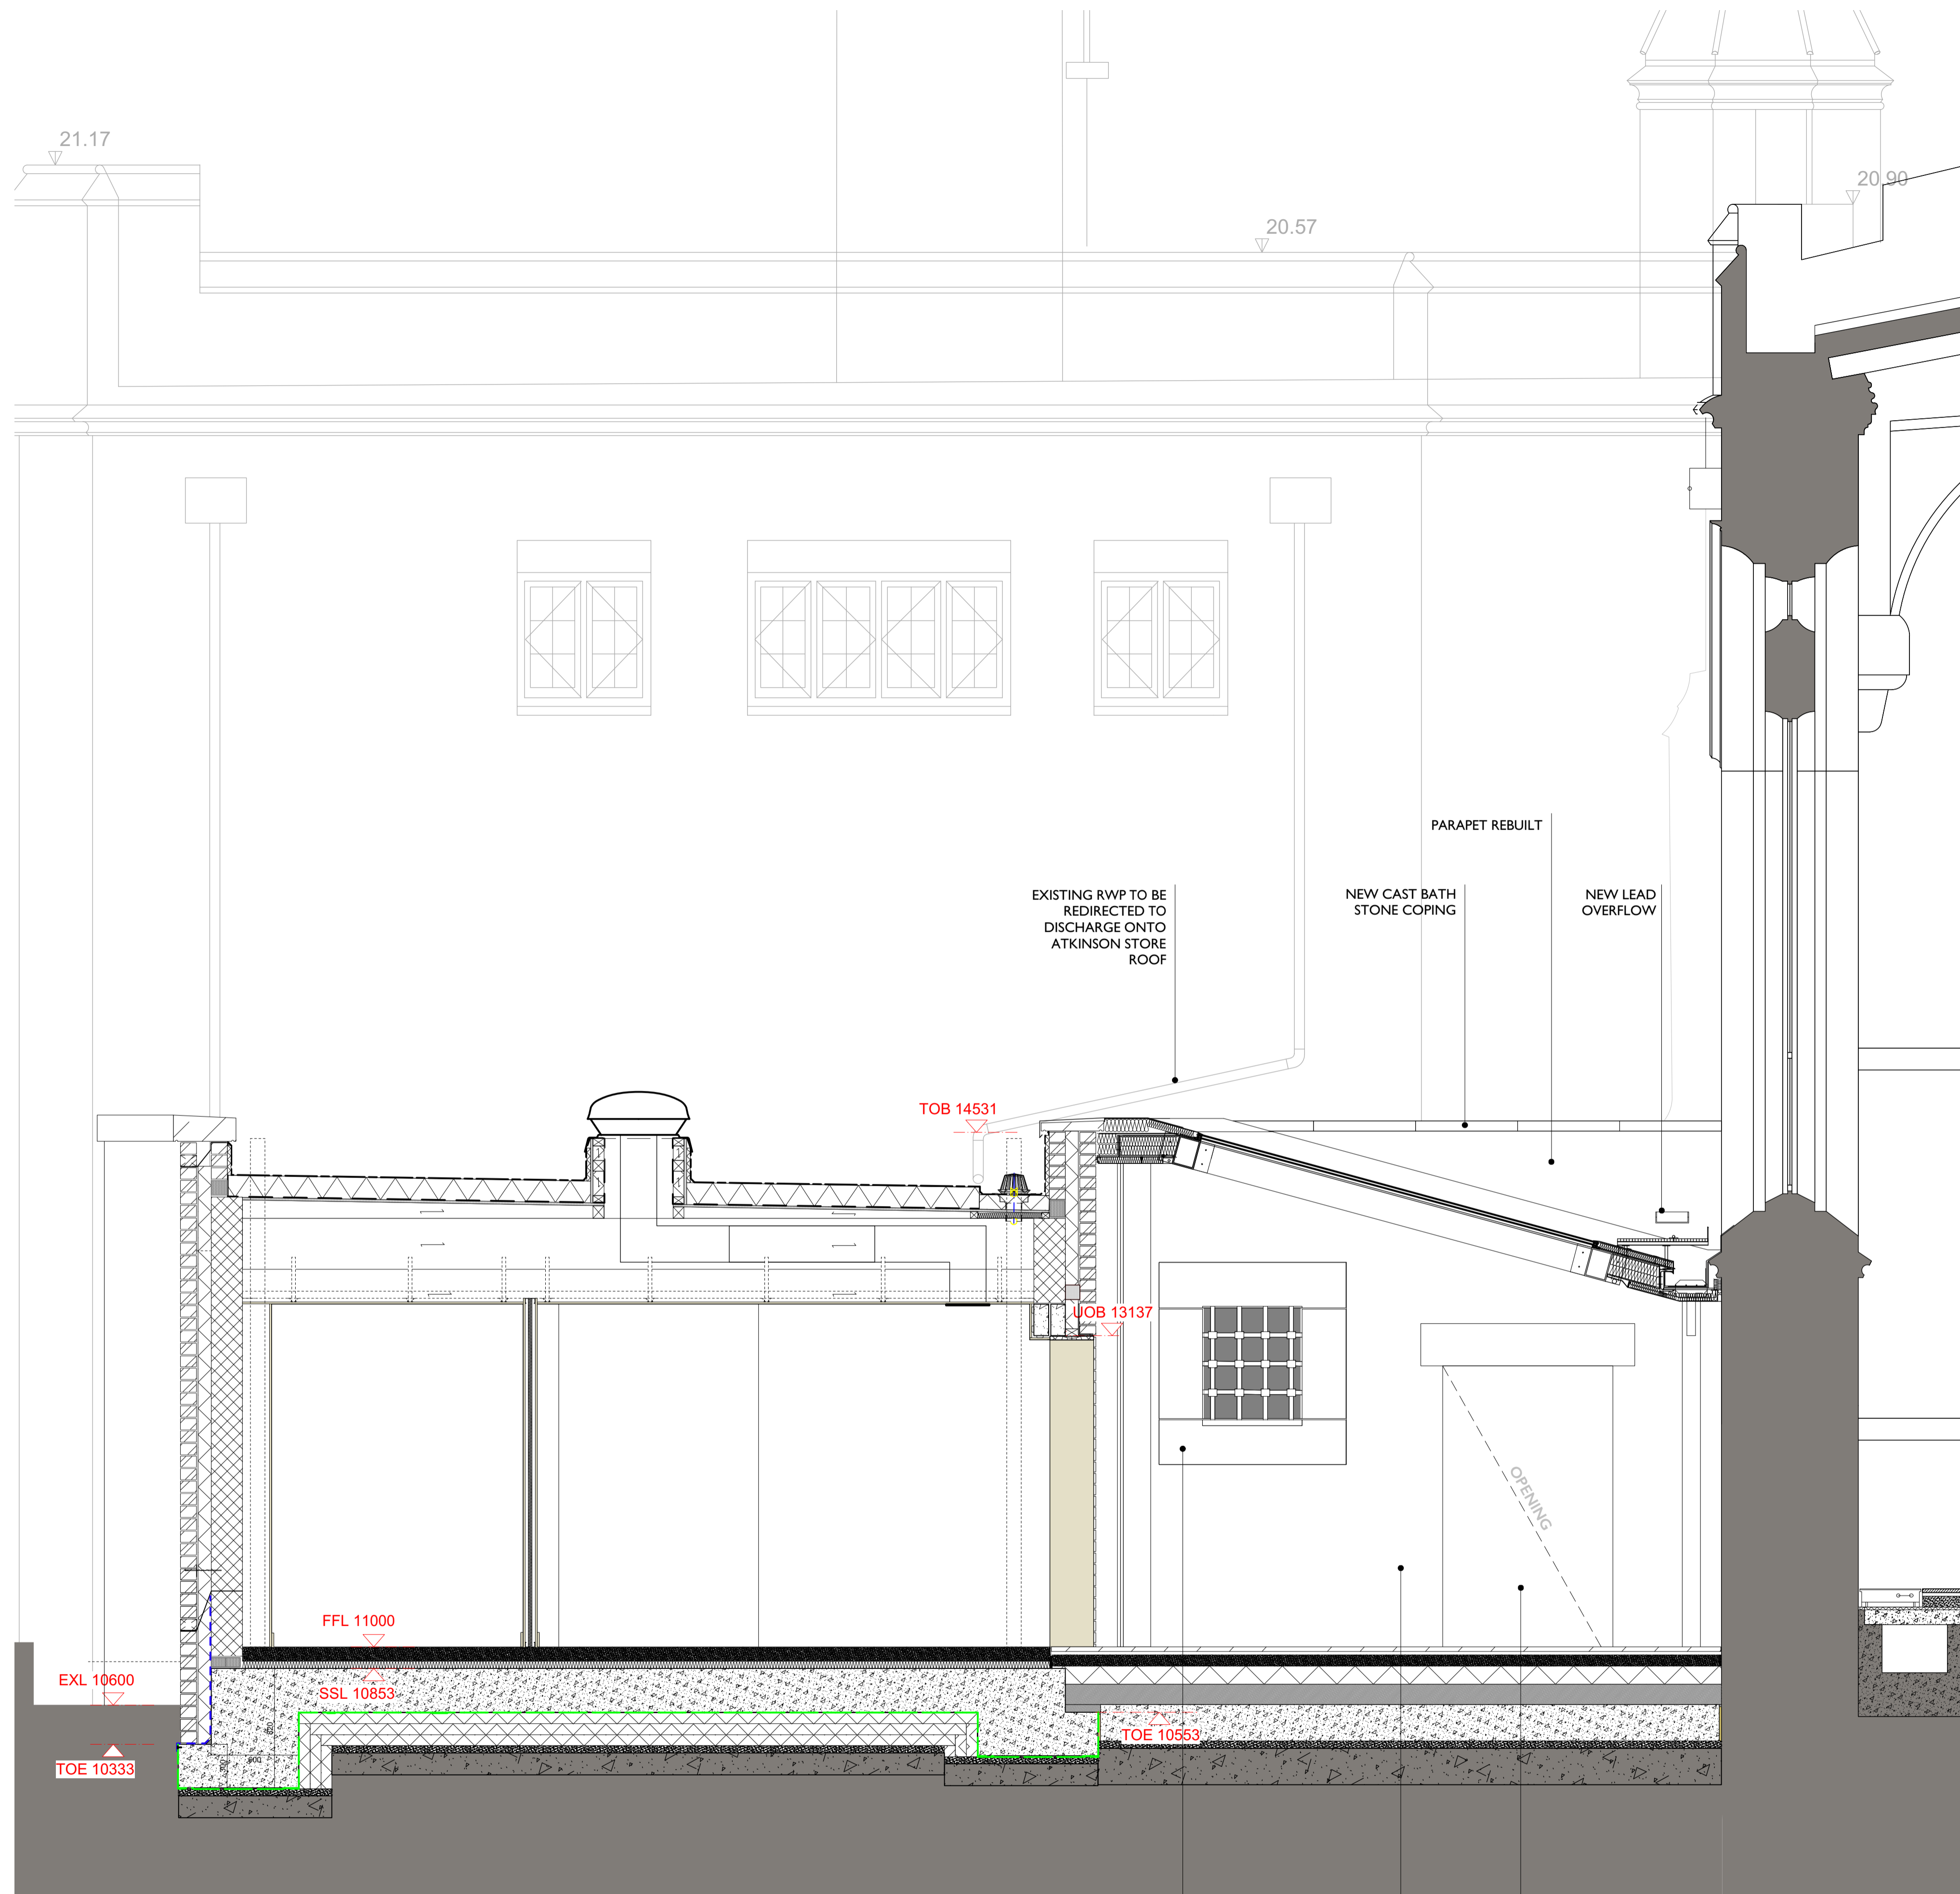 21.17
20.90
20.57
PARAPET REBUILT
EXISTING RWP TO BE
REDIRECTED TO
DISCHARGE ONTO
ATKINSON STORE
ROOF
NEW CAST BATH
STONE COPING
NEW LEAD
OVERFLOW
TOB 14531
UOB 13137
OPENING
FFL 11000
EXL 10600
SSL 10853
TOE 10553
TOE 10333
620
600